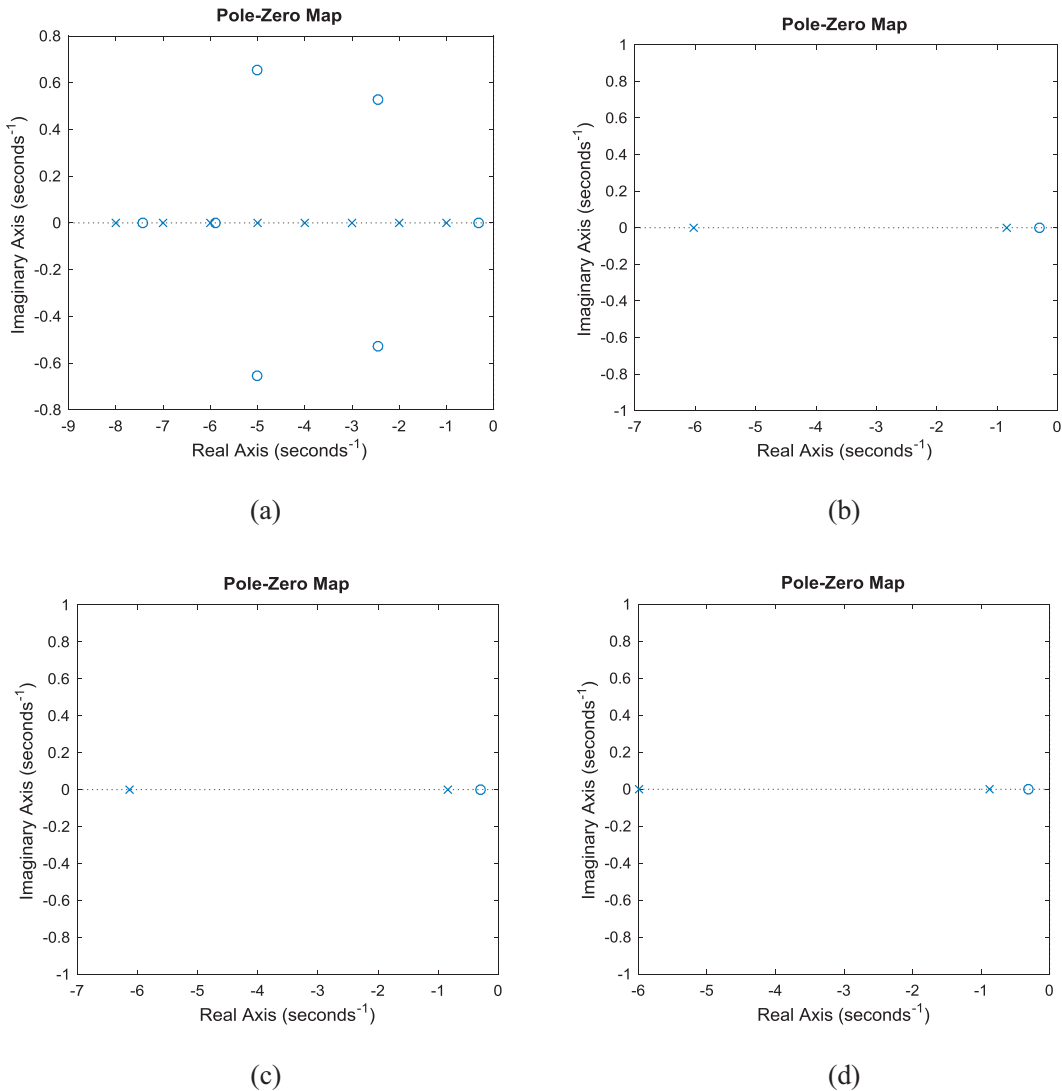 Pole-Zero Map
0.8
0.6
0.4
0.2
0
-0.2
-0.4
-0.6
-0.8
-9 -8 -7 -6 -5 -4 -3 -2 -1 0
Imaginary Axis (seconds-1)
Real Axis (seconds-1)
(a)
Pole-Zero Map
1
0.8
0.6
0.4
0.2
0
-0.2
-0.4
-0.6
-0.8
-1
-7 -6 -5 -4 -3 -2 -1 0
Imaginary Axis (seconds-1)
Real Axis (seconds-1)
(b)
Pole-Zero Map
1
0.8
0.6
0.4
0.2
0
-0.2
-0.4
-0.6
-0.8
-1
-7 -6 -5 -4 -3 -2 -1 0
Imaginary Axis (seconds-1)
Real Axis (seconds-1)
(c)
Pole-Zero Map
1
0.8
0.6
0.4
0.2
0
-0.2
-0.4
-0.6
-0.8
-1
-6 -5 -4 -3 -2 -1 0
Imaginary Axis (seconds-1)
Real Axis (seconds-1)
(d)